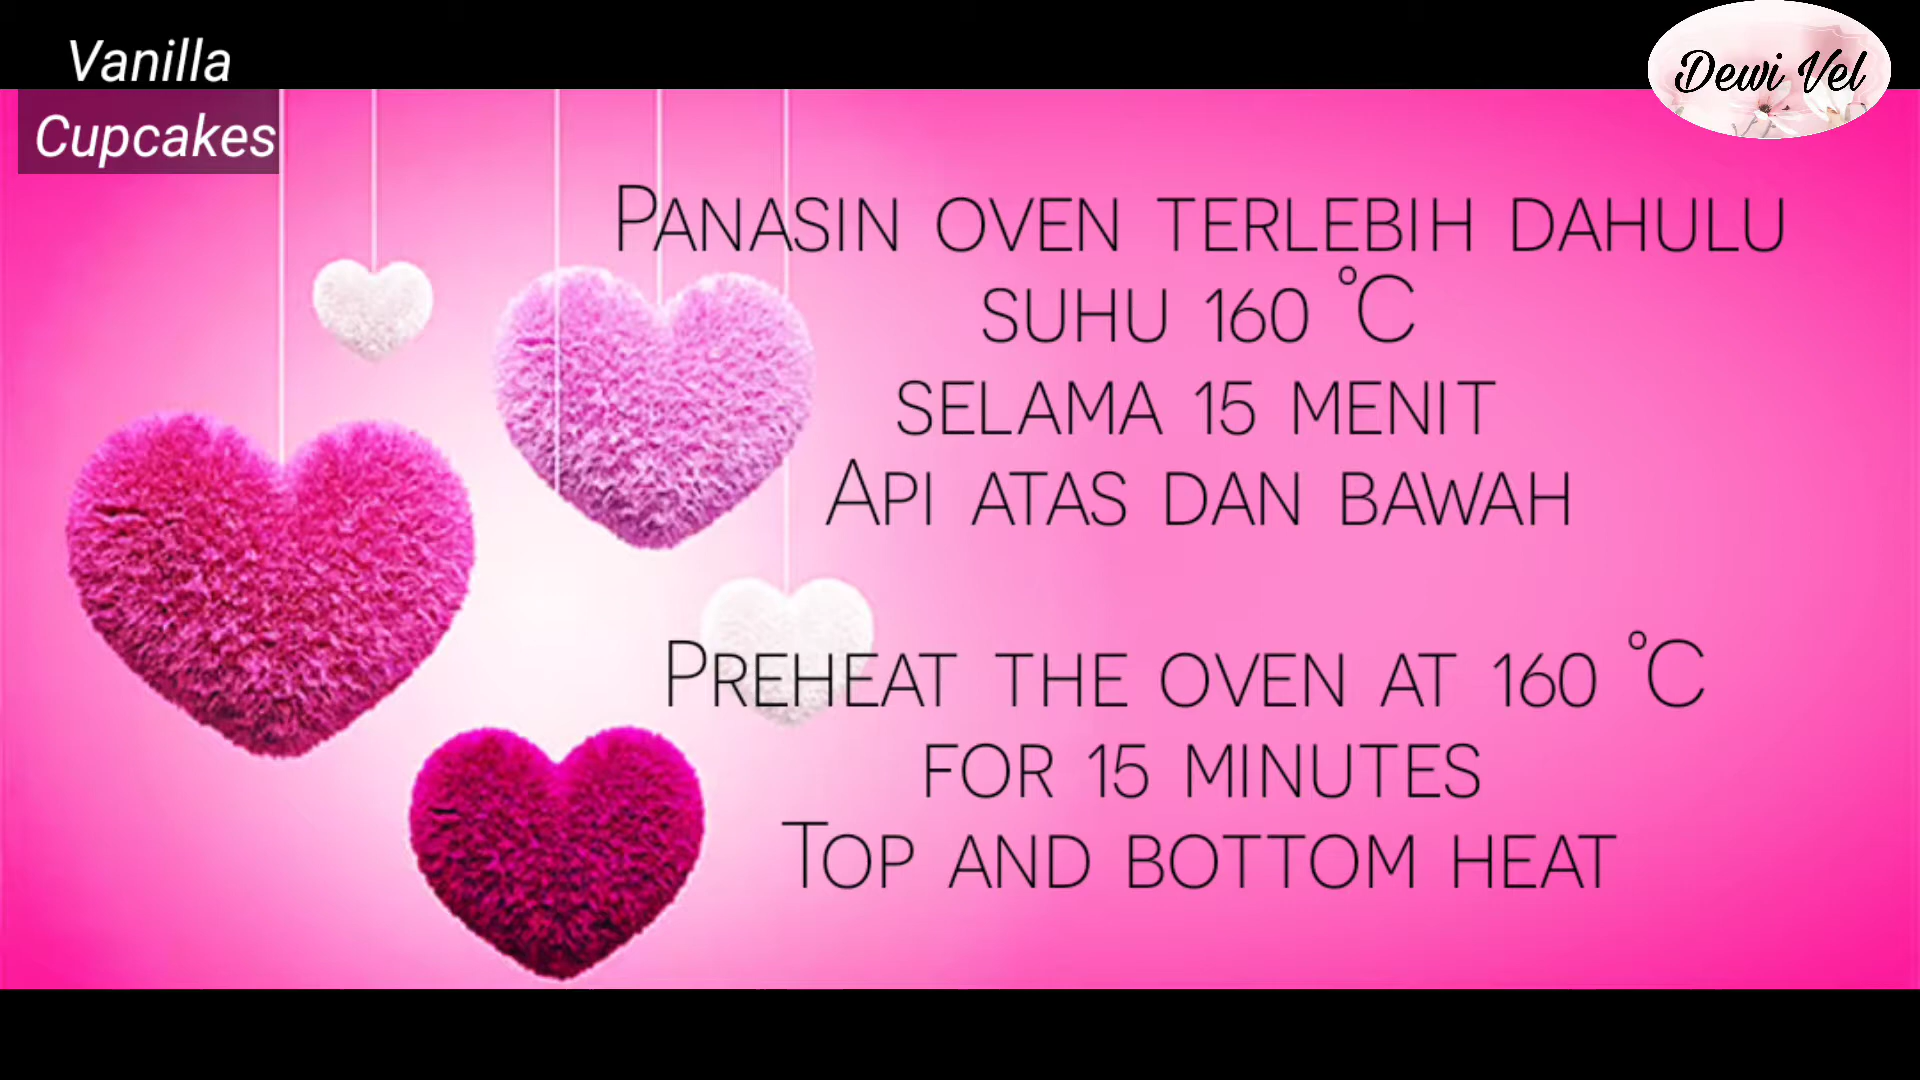 Vanilla
Cupcakes
Dewi Vel
Panasin oven terlebih dahulu
suhu 160 °C
selama 15 menit
Api atas dan bawah
Preheat the oven at 160 °C
for 15 minutes
Top and bottom heat